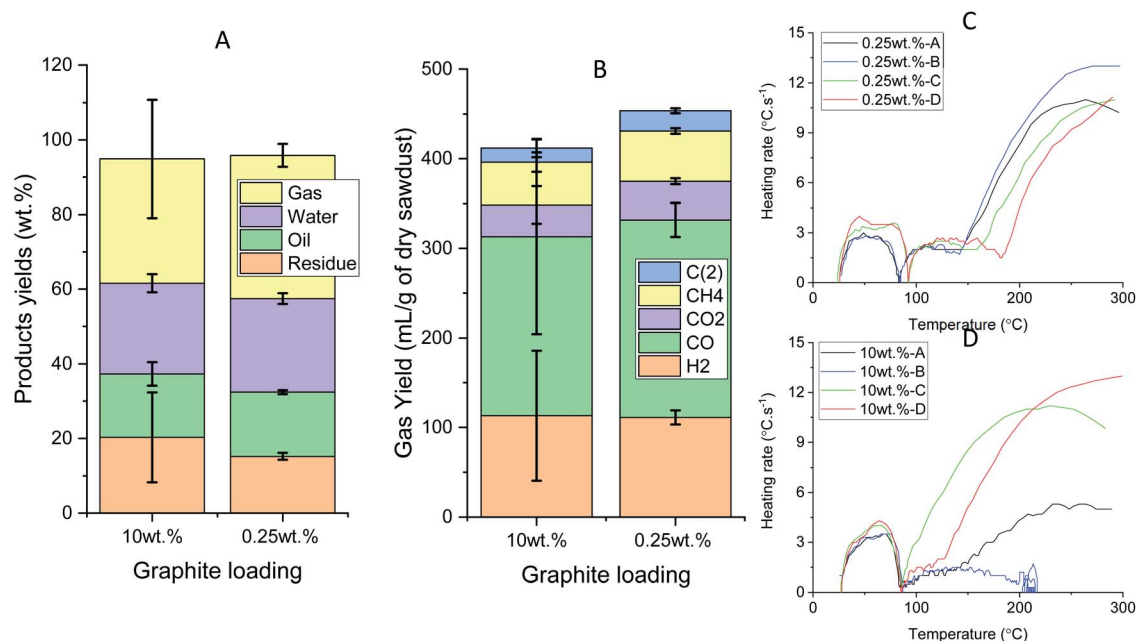 A
Products yields (wt.%)
120
100
80
60
40
20
0
Gas
Water
Oil
Residue
10wt.%
0.25wt.%
Graphite loading
B
Gas Yield (mL/g of dry sawdust)
500
400
300
200
100
0
C(2)
CH4
CO2
CO
H2
10wt.%
0.25wt.%
Graphite loading
C
Heating rate (°C.s-1)
15
12
9
6
3
0
0.25wt.%-A
0.25wt.%-B
0.25wt.%-C
0.25wt.%-D
0
100
200
300
Temperature (°C)
D
Heating rate (°C.s-1)
15
12
9
6
3
0
10wt.%-A
10wt.%-B
10wt.%-C
10wt.%-D
0
100
200
300
Temperature (°C)